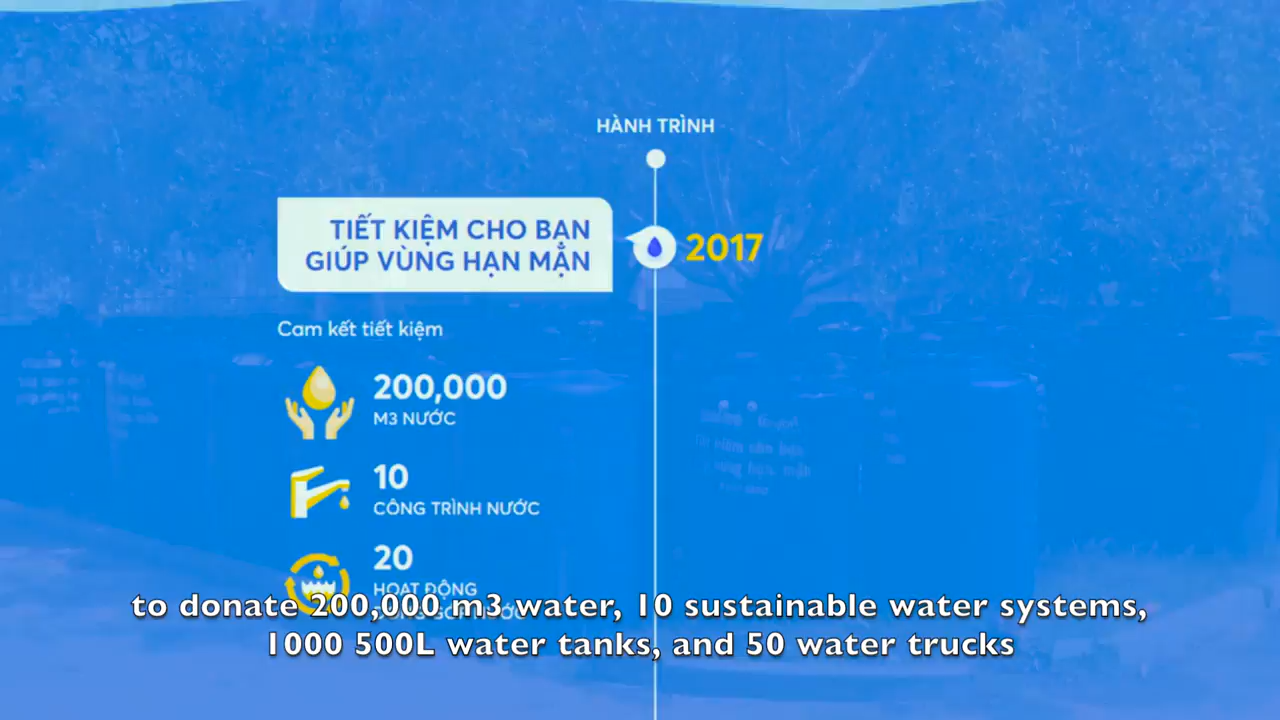 HÀNH TRÌNH
TIẾT KIỆM CHO BẠN
GIÚP VÙNG HẠN MẶN
2017
Cam kết tiết kiệm
200,000
M3 NƯỚC
10
CÔNG TRÌNH NƯỚC
20
HOẠT ĐỘNG
to donate 200,000 m3 water, 10 sustainable water systems,
1000 500L water tanks, and 50 water trucks